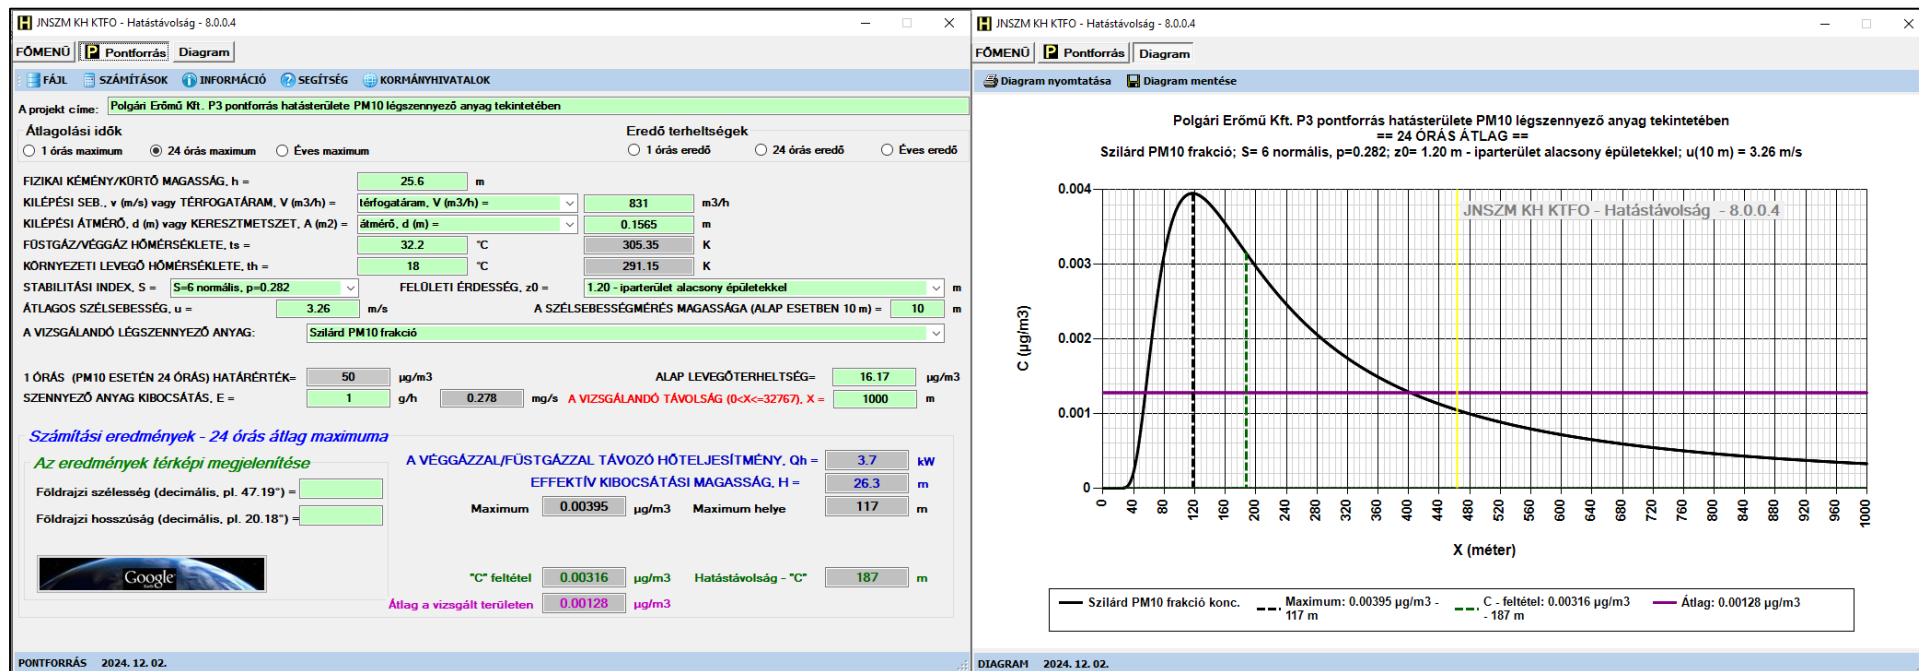 JNSZM KH KTFO - Hatástávolság - 8.0.0.4
FŐMENÜ P Pontforrás Diagram
FÁJL SZÁMÍTÁSOK INFORMÁCIÓ SEGÍTSÉG KORMÁNYHIVATALOK
A projekt címe: Polgári Erőmű Kft. P3 pontforrás hatásterülete PM10 légszennyező anyag tekintetében
Átlagolási idők Eredő terheltségek
1 órás maximum 24 órás maximum Éves maximum 1 órás eredő 24 órás eredő Éves eredő
FIZIKAI KÉMÉNY/KÜRTŐ MAGASSÁG, h = 25.6 m
KILÉPÉSI SEB., v (m/s) vagy TÉRFOGATÁRAM, V (m3/h) = térfogatáram, V (m3/h) = 831 m3/h
KILÉPÉSI ÁTMÉRŐ, d (m) vagy KERESZTMETSZET, A (m2) = átmérő, d (m) = 0.1565 m
FÜSTGÁZ/VÉGGÁZ HŐMÉRSÉKLETE, ts = 32.2 °C 305.35 K
KÖRNYEZETI LEVEGŐ HŐMÉRSÉKLETE, th = 18 °C 291.15 K
STABILITÁSI INDEX, S = S=6 normális, p=0.282 FELÜLETI ÉRDESSÉG, z0 = 1.20 - iparterület alacsony épületekkel m
ÁTLAGOS SZÉLSEBESSÉG, u = 3.26 m/s A SZÉLSEBESSÉGMÉRÉS MAGASSÁGA (ALAP ESETBEN 10 m) = 10 m
A VIZSGÁLANDÓ LÉGSZENNYEZŐ ANYAG: Szilárd PM10 frakció
1 ÓRÁS (PM10 ESETÉN 24 ÓRÁS) HATÁRÉRTÉK= 50 µg/m3 ALAP LEVEGŐTERHELTSÉG= 16.17 µg/m3
SZENNYEZŐ ANYAG KIBOCSÁTÁS, E = 1 g/h 0.278 mg/s A VIZSGÁLANDÓ TÁVOLSÁG (0<X<=32767), X = 1000 m
Számítási eredmények - 24 órás átlag maximuma
Az eredmények térképi megjelenítése
A VÉGGÁZZAL/FÜSTGÁZZAL TÁVOZÓ HŐTELJESÍTMÉNY, Qh = 3.7 kW
EFFEKTÍV KIBOCSÁTÁSI MAGASSÁG, H = 26.3 m
Földrajzi szélesség (decimális, pl. 47.19°) =
Maximum 0.00395 µg/m3 Maximum helye 117 m
Földrajzi hosszúság (decimális, pl. 20.18°) =
Google
"C" feltétel 0.00316 µg/m3 Hatástávolság - "C" 187 m
Átlag a vizsgált területen 0.00128 µg/m3
PONTFORRÁS 2024. 12. 02.
JNSZM KH KTFO - Hatástávolság - 8.0.0.4
FŐMENÜ P Pontforrás Diagram
Diagram nyomtatása Diagram mentése
Polgári Erőmű Kft. P3 pontforrás hatásterülete PM10 légszennyező anyag tekintetében
== 24 ÓRÁS ÁTLAG ==
Szilárd PM10 frakció; S= 6 normális, p=0.282; z0= 1.20 m - iparterület alacsony épületekkel; u(10 m) = 3.26 m/s
JNSZM KH KTFO - Hatástávolság - 8.0.0.4
C (µg/m3)
0.004
0.003
0.002
0.001
0
0 40 80 120 160 200 240 280 320 360 400 440 480 520 560 600 640 680 720 760 800 840 880 920 960 1000
X (méter)
Szilárd PM10 frakció konc.
Maximum: 0.00395 µg/m3 -
117 m
C - feltétel: 0.00316 µg/m3
- 187 m
Átlag: 0.00128 µg/m3
DIAGRAM 2024. 12. 02.